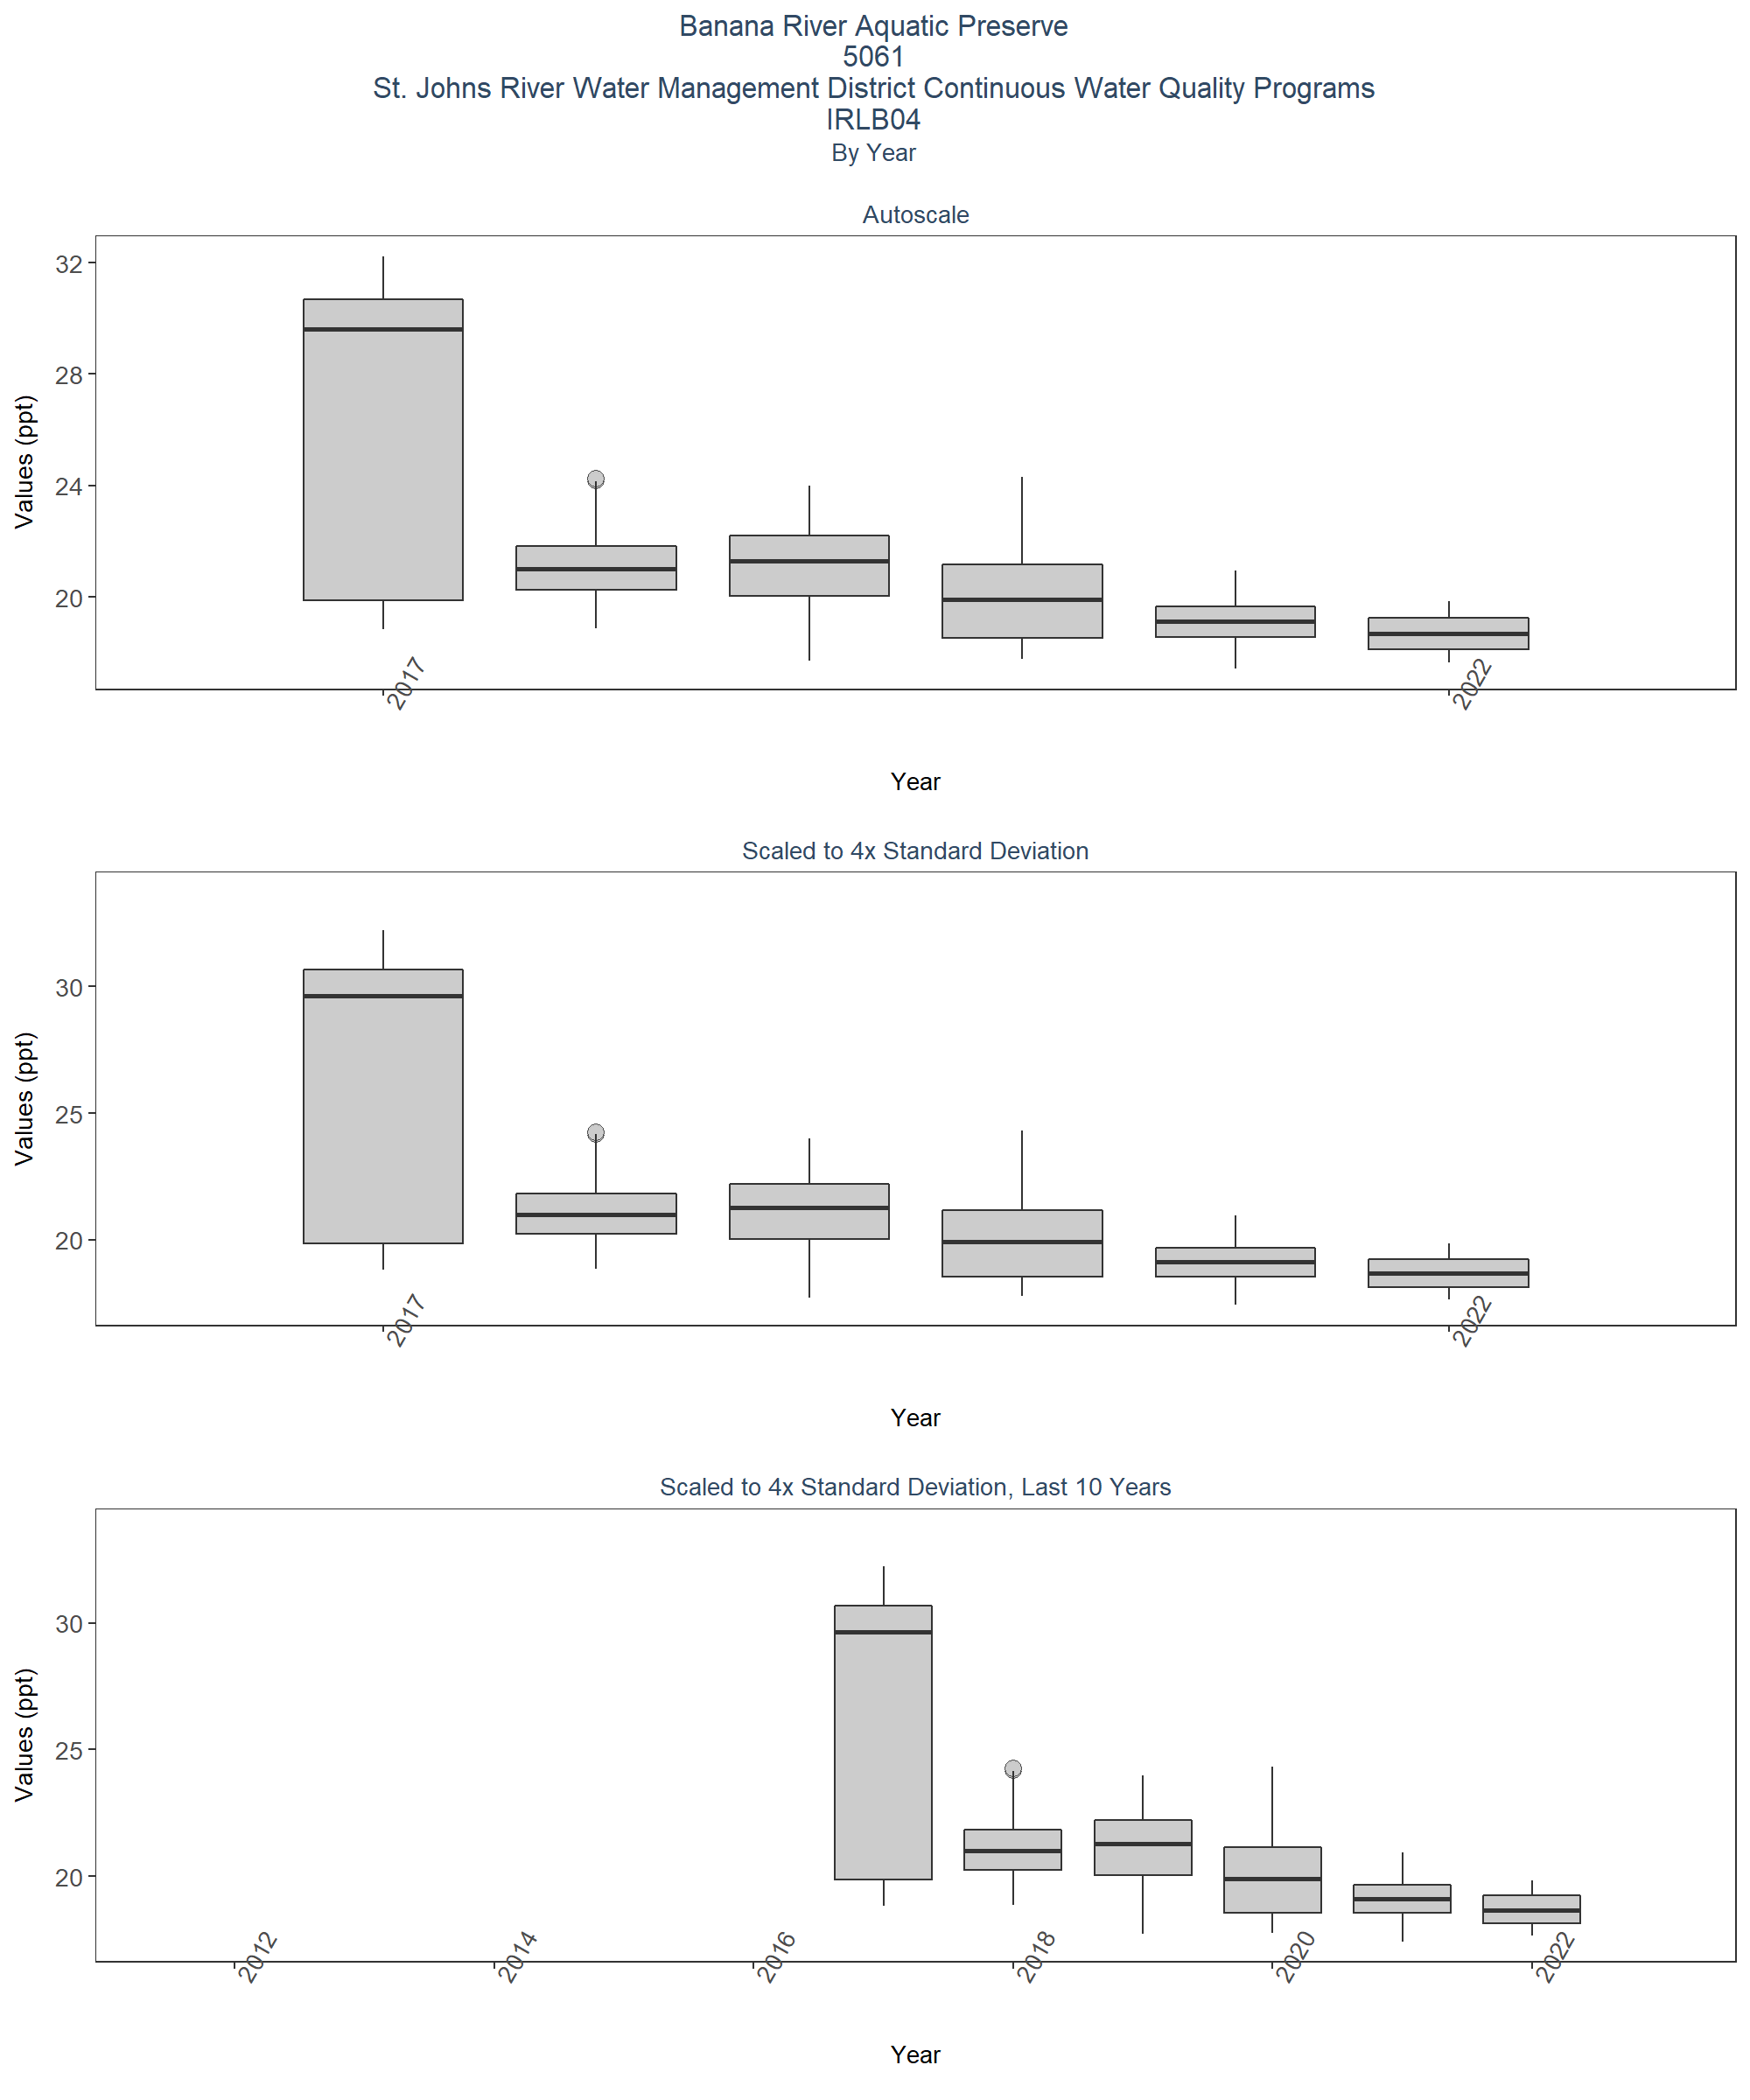 Banana River Aquatic Preserve
5061
St. Johns River Water Management District Continuous Water Quality Programs
IRLB04
By Year
Autoscale
Values (ppt)
32
28
24
20
2017
2022
Year
Scaled to 4x Standard Deviation
Values (ppt)
30
25
20
2017
2022
Year
Scaled to 4x Standard Deviation, Last 10 Years
Values (ppt)
30
25
20
2012
2014
2016
2018
2020
2022
Year